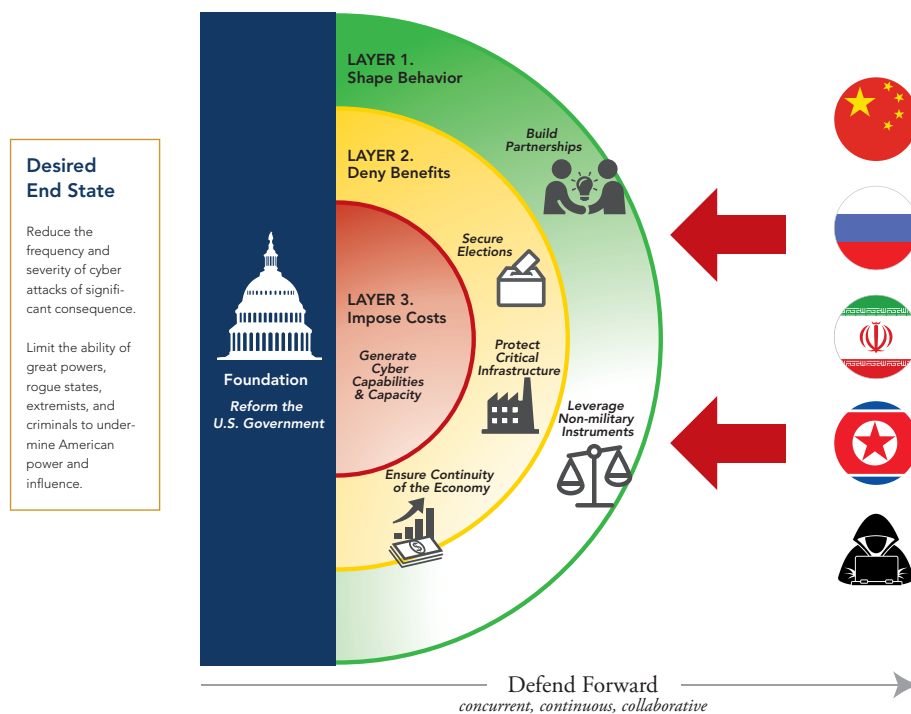 Desired
End State
Reduce the
frequency and
severity of cyber
attacks of signifi-
cant consequence.
Limit the ability of
great powers,
rogue states,
extremists, and
criminals to under-
mine American
power and
influence.
Foundation
Reform the
U.S. Government
LAYER 1.
Shape Behavior
Build
Partnerships
Leverage
Non-military
Instruments
LAYER 2.
Deny Benefits
Secure
Elections
Protect
Critical
Infrastructure
Ensure Continuity
of the Economy
LAYER 3.
Impose Costs
Generate
Cyber
Capabilities
& Capacity
Defend Forward
concurrent, continuous, collaborative